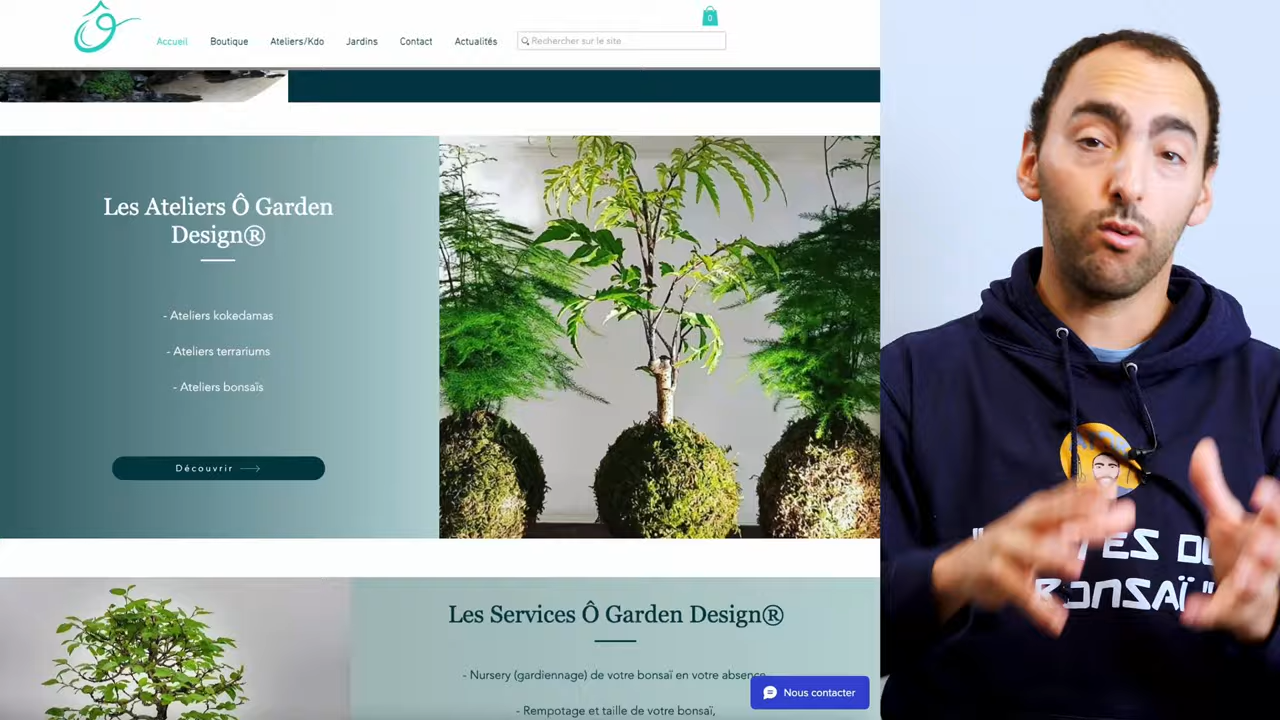 Ô
0
Accueil Boutique Ateliers/Kdo Jardins Contact Actualités Rechercher sur le site
Les Ateliers Ô Garden
Design®
- Ateliers kokedamas
- Ateliers terrariums
- Ateliers bonsaïs
Découvrir
Les Services Ô Garden Design®
- Nursery (gardiennage) de votre bonsaï en votre absence
- Rempotage et taille de votre bonsaï,
Nous contacter
BONSAÏ"